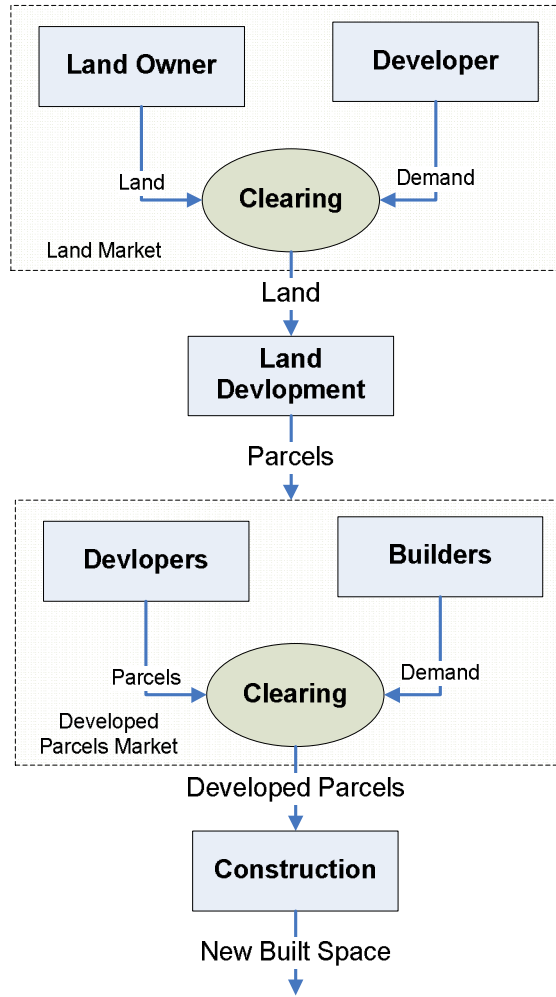 Land Owner
Developer
Land
Demand
Clearing
Land Market
Land
Land
Devlopment
Parcels
Devlopers
Builders
Parcels
Demand
Clearing
Developed
Parcels Market
Developed Parcels
Construction
New Built Space